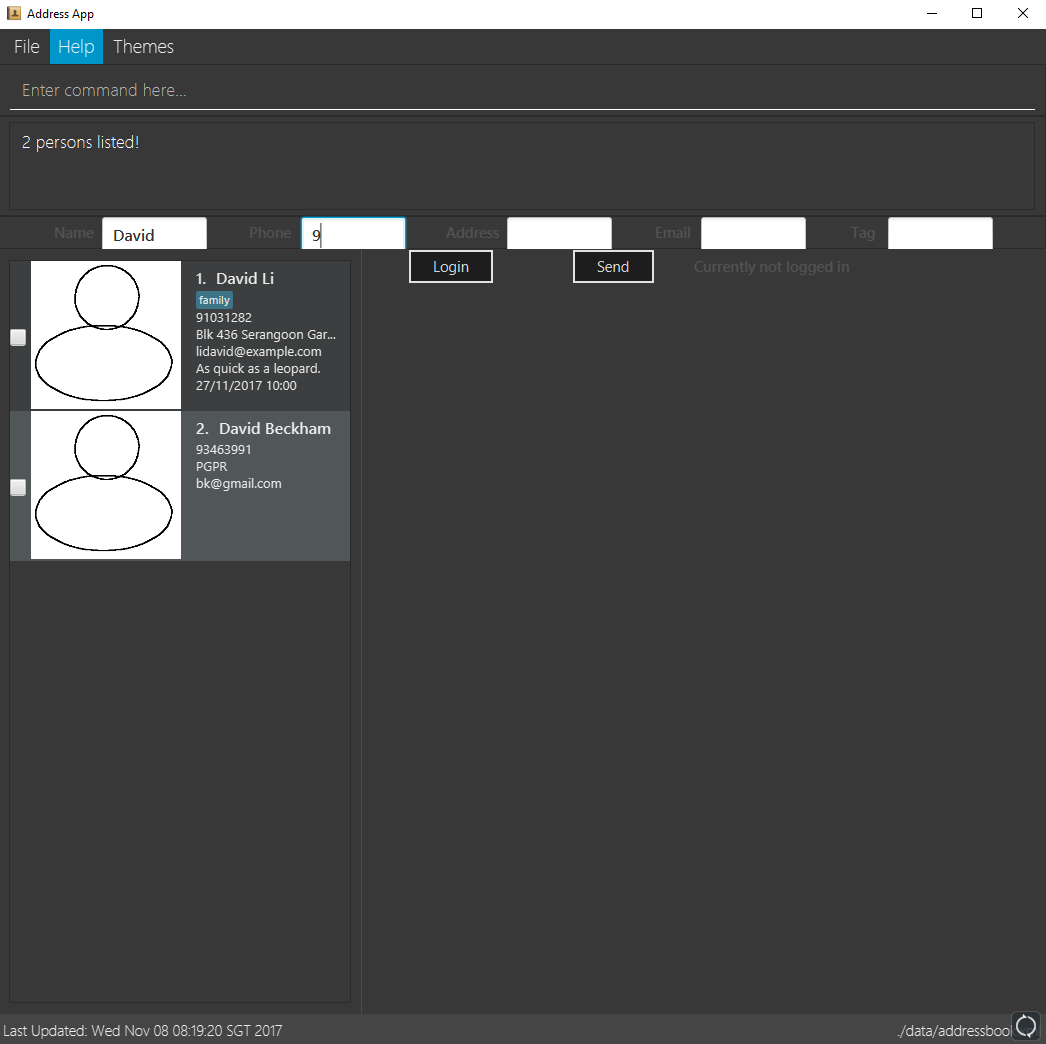 Address App
File Help Themes
Enter command here...
2 persons listed!
Name David Phone 9 Address Email Tag
Login Send Currently not logged in
1. David Li
family
91031282
Blk 436 Serangoon Gar...
lidavid@example.com
As quick as a leopard.
27/11/2017 10:00
2. David Beckham
93463991
PGPR
bk@gmail.com
Last Updated: Wed Nov 08 08:19:20 SGT 2017
./data/addressbook